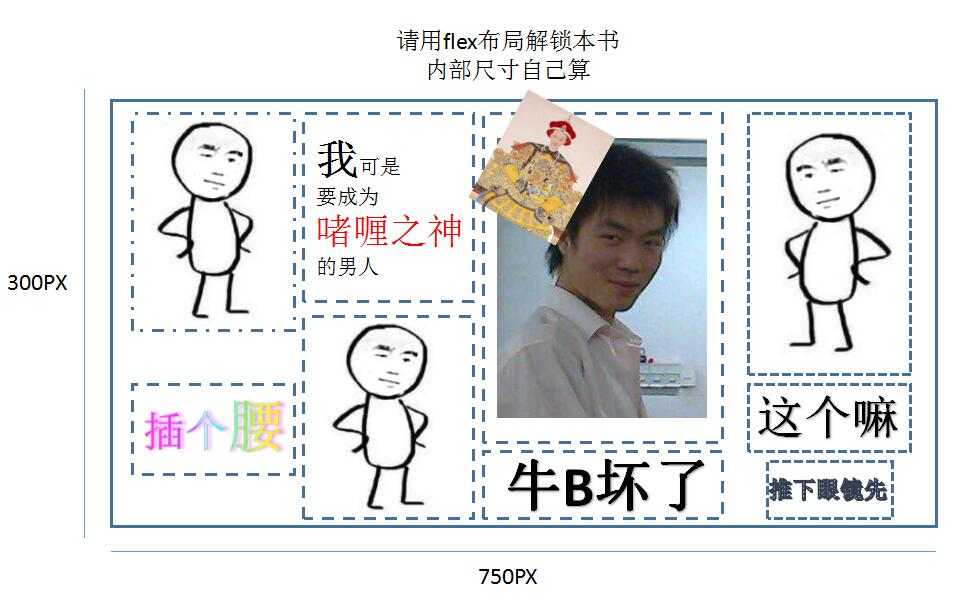 请用flex布局解锁本书
内部尺寸自己算
300PX
我可是
要成为
啫喱之神
的男人
插个腰
牛B坏了
这个嘛
推下眼镜先
750PX